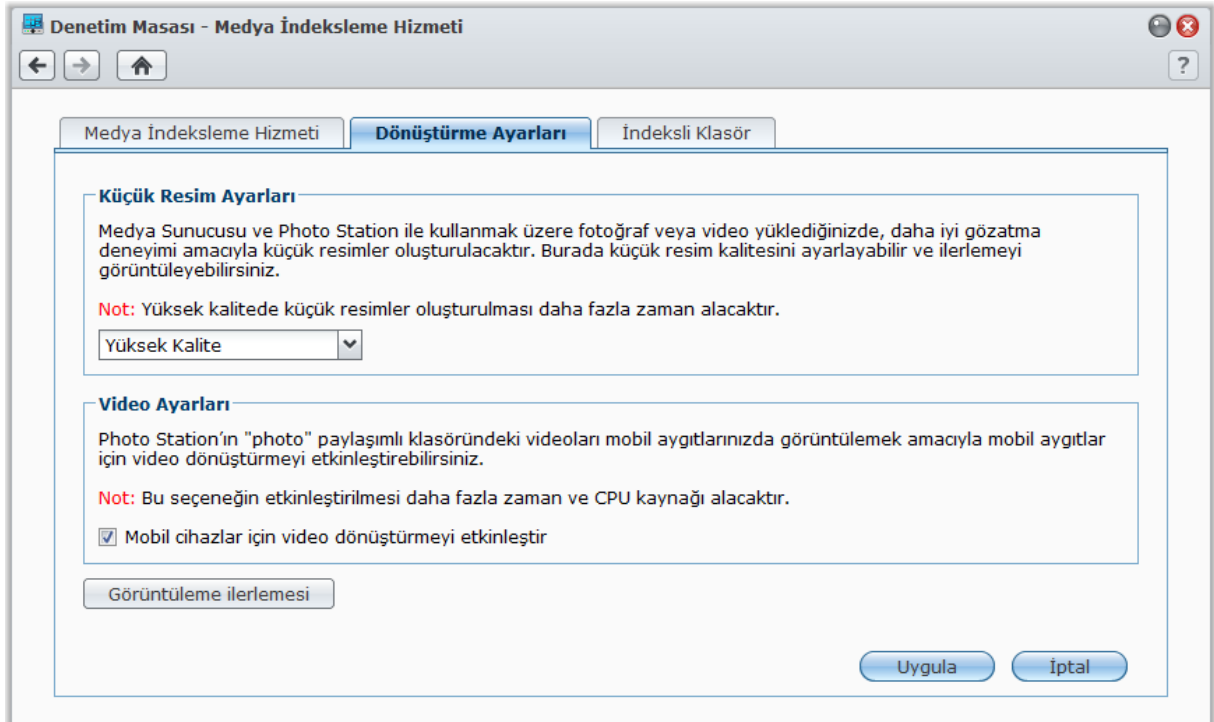 Denetim Masası - Medya İndeksleme Hizmeti
?
Medya İndeksleme Hizmeti
Dönüştürme Ayarları
İndeksli Klasör
Küçük Resim Ayarları
Medya Sunucusu ve Photo Station ile kullanmak üzere fotoğraf veya video yüklediğinizde, daha iyi gözatma
deneyimi amacıyla küçük resimler oluşturulacaktır. Burada küçük resim kalitesini ayarlayabilir ve ilerlemeyi
görüntüleyebilirsiniz.
Not: Yüksek kalitede küçük resimler oluşturulması daha fazla zaman alacaktır.
Yüksek Kalite
Video Ayarları
Photo Station'ın "photo" paylaşımlı klasöründeki videoları mobil aygıtlarınızda görüntülemek amacıyla mobil aygıtlar
için video dönüştürmeyi etkinleştirebilirsiniz.
Not: Bu seçeneğin etkinleştirilmesi daha fazla zaman ve CPU kaynağı alacaktır.
Mobil cihazlar için video dönüştürmeyi etkinleştir
Görüntüleme ilerlemesi
Uygula
İptal